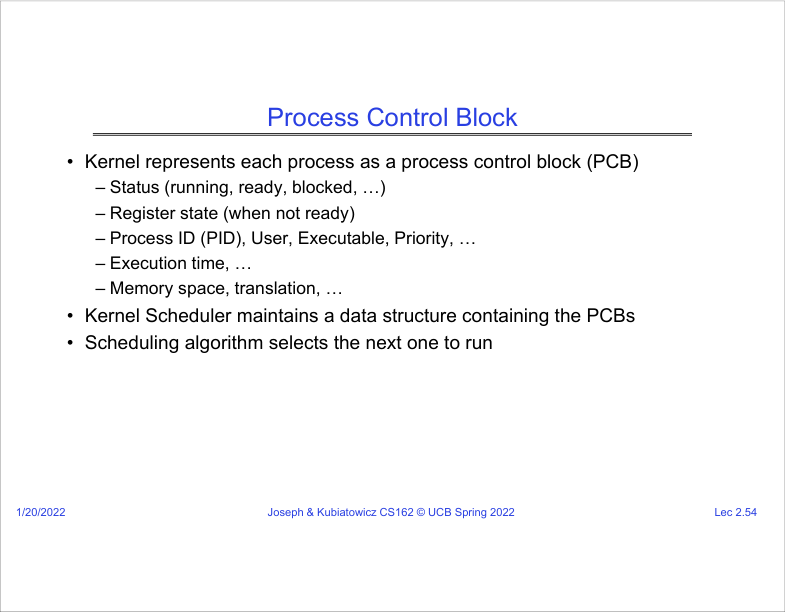 Process Control Block
• Kernel represents each process as a process control block (PCB)
– Status (running, ready, blocked, …)
– Register state (when not ready)
– Process ID (PID), User, Executable, Priority, …
– Execution time, …
– Memory space, translation, …
• Kernel Scheduler maintains a data structure containing the PCBs
• Scheduling algorithm selects the next one to run
1/20/2022
Joseph & Kubiatowicz CS162 © UCB Spring 2022
Lec 2.54